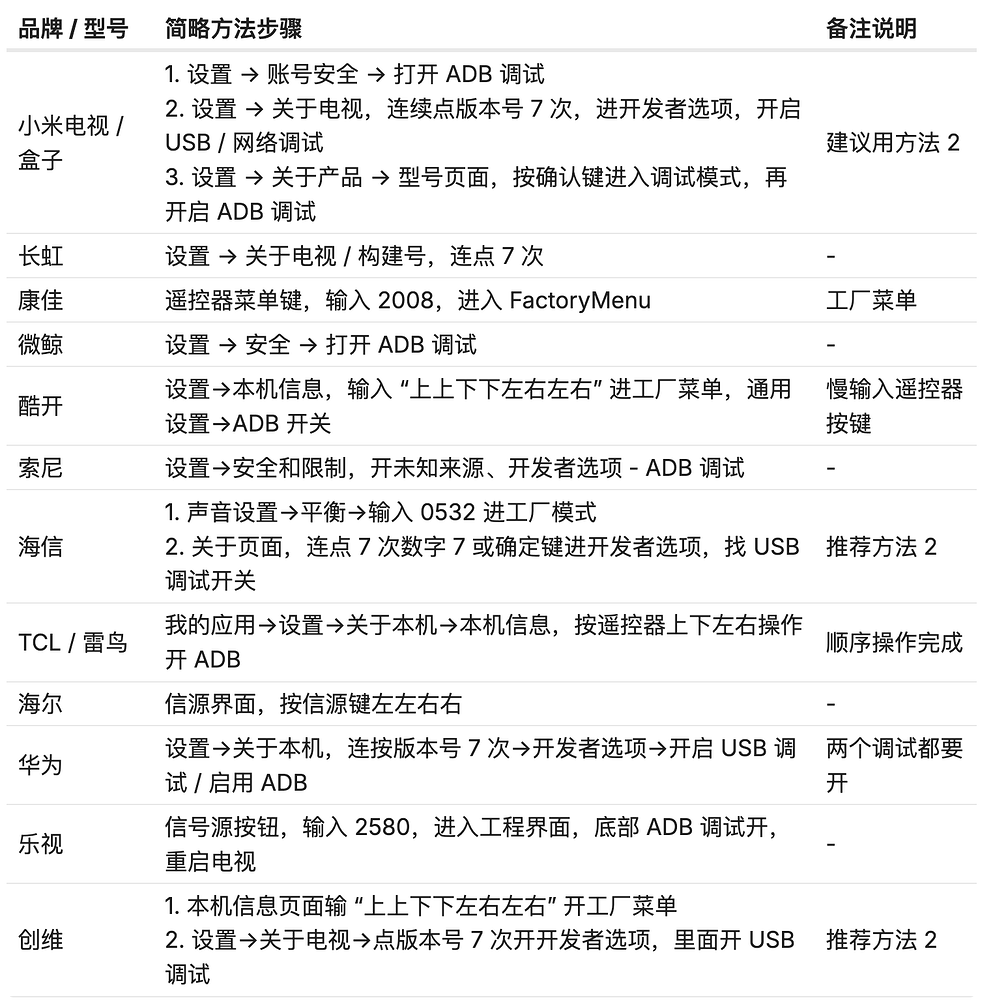 品牌 / 型号 简略方法步骤 备注说明
小米电视 /
盒子
1. 设置 → 账号安全 → 打开 ADB 调试
2. 设置 → 关于电视，连续点版本号 7 次，进开发者选项，开启
USB / 网络调试
3. 设置 → 关于产品 → 型号页面，按确认键进入调试模式，再
开启 ADB 调试
建议用方法 2
长虹 设置 → 关于电视 / 构建号，连点 7 次 -
康佳 遥控器菜单键，输入 2008，进入 FactoryMenu 工厂菜单
微鲸 设置 → 安全 → 打开 ADB 调试 -
酷开
设置→本机信息，输入 “上上下下左右左右” 进工厂菜单，通用
设置→ADB 开关
慢输入遥控器
按键
索尼 设置→安全和限制，开未知来源、开发者选项 - ADB 调试 -
海信
1. 声音设置→平衡→输入 0532 进工厂模式
2. 关于页面，连点 7 次数字 7 或确定键进开发者选项，找 USB
调试开关
推荐方法 2
TCL / 雷鸟
我的应用→设置→关于本机→本机信息，按遥控器上下左右操作
开 ADB
顺序操作完成
海尔 信源界面，按信源键左左右右 -
华为
设置→关于本机，连按版本号 7 次→开发者选项→开启 USB 调
试 / 启用 ADB
两个调试都要
开
乐视
信号源按钮，输入 2580，进入工程界面，底部 ADB 调试开，
重启电视
-
创维
1. 本机信息页面输 “上上下下左右左右” 开工厂菜单
2. 设置→关于电视→点版本号 7 次开开发者选项，里面开 USB
调试
推荐方法 2